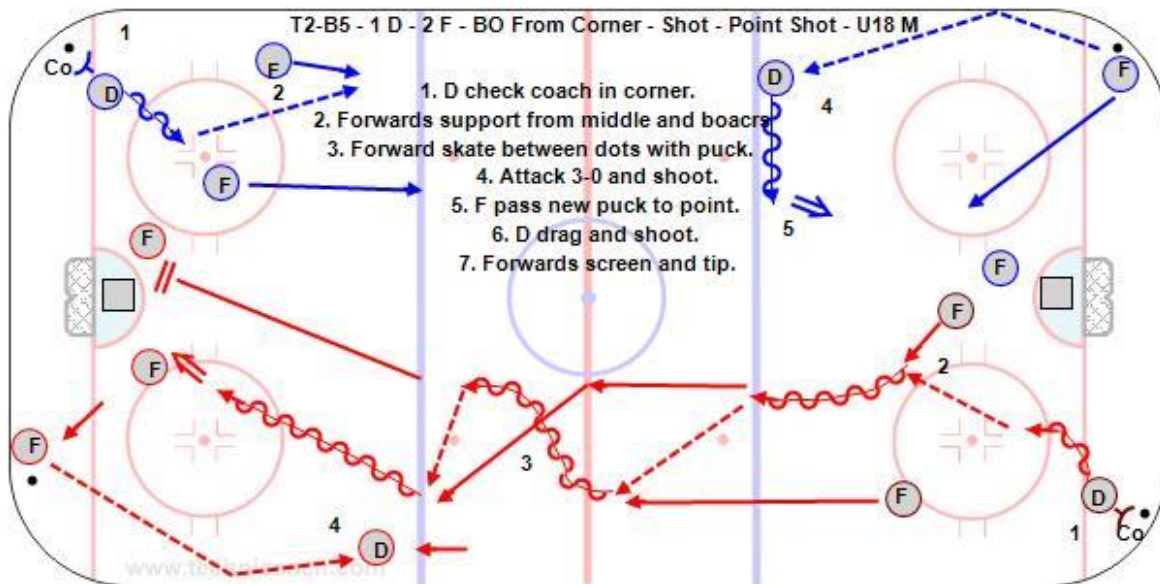 T2-B5 - 1 D - 2 F - BO From Corner - Shot - Point Shot - U18 M
1
Co
D
F
2
F
1. D check coach in corner.
2. Forwards support from middle and boacrs
3. Forward skate between dots with puck.
4. Attack 3-0 and shoot.
5. F pass new puck to point.
6. D drag and shoot.
7. Forwards screen and tip.
D
4
5
F
F
F
F
F
4
D
3
F
2
F
D
1
Co